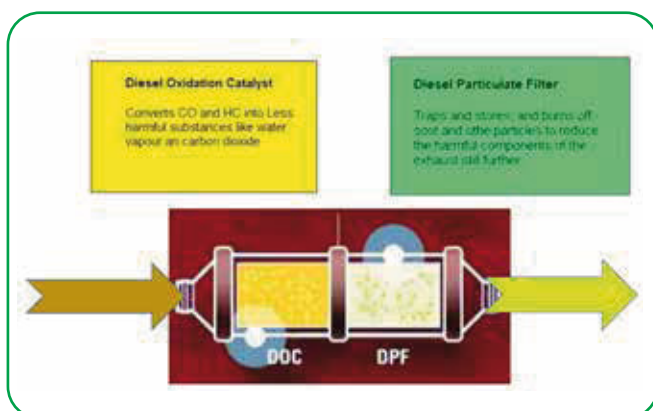 Diesel Oxidation Catalyst
Converts CO and HC into Less
harmful substances like water
vapour an carbon dioxide
Diesel Particulate Filter
Traps and stores, and burns off
soot and othe particles to reduce
the harmful components of the
exhaust still further
DOC
DPF